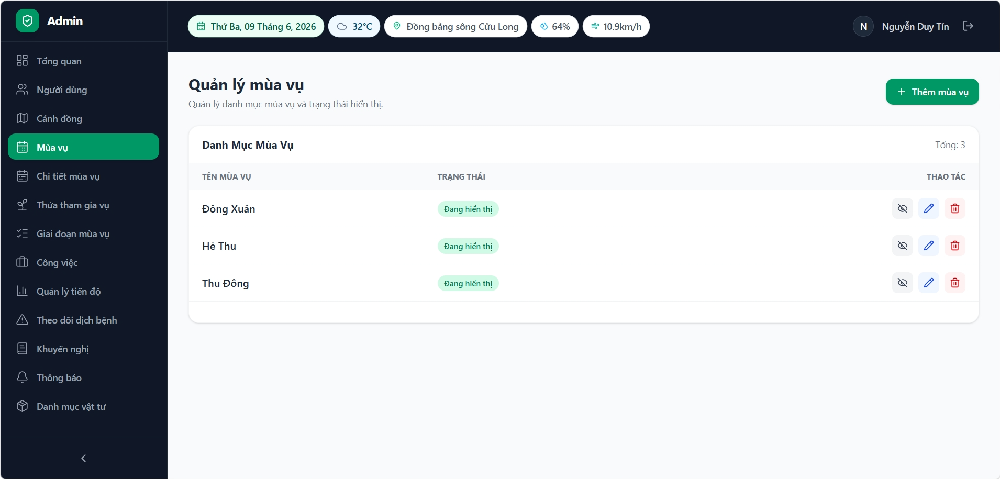 Admin
Thứ Ba, 09 Tháng 6, 2026
32°C
Đồng bằng sông Cửu Long
64%
10.9km/h
N
Nguyễn Duy Tín
Tổng quan
Người dùng
Cánh đồng
Mùa vụ
Chi tiết mùa vụ
Thửa tham gia vụ
Giai đoạn mùa vụ
Công việc
Quản lý tiến độ
Theo dõi dịch bệnh
Khuyến nghị
Thông báo
Danh mục vật tư
Quản lý mùa vụ
Quản lý danh mục mùa vụ và trạng thái hiển thị.
Thêm mùa vụ
Danh Mục Mùa Vụ
Tổng: 3
TÊN MÙA VỤ TRẠNG THÁI THAO TÁC
Đông Xuân Đang hiển thị
Hè Thu Đang hiển thị
Thu Đông Đang hiển thị